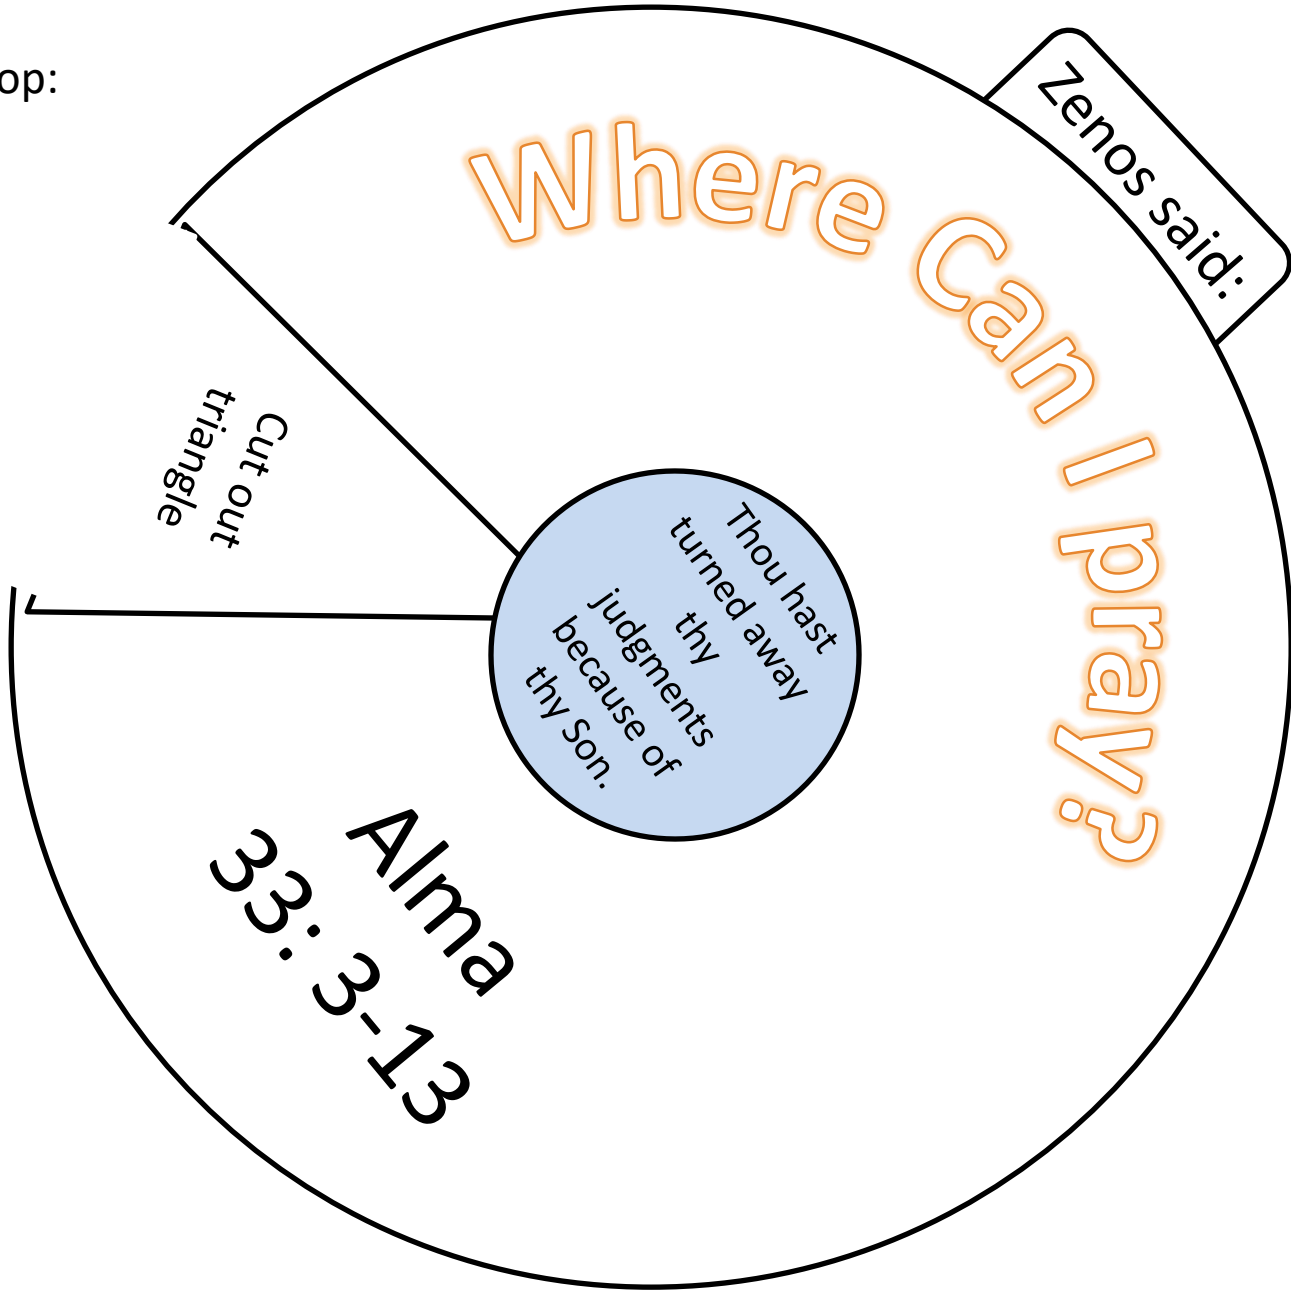 op:
Zenos said:
Where Can I pray?
Cut out
triangle
Thou hast
turned away
thy
judgments
because of
thy Son.
Alma
33: 3-13